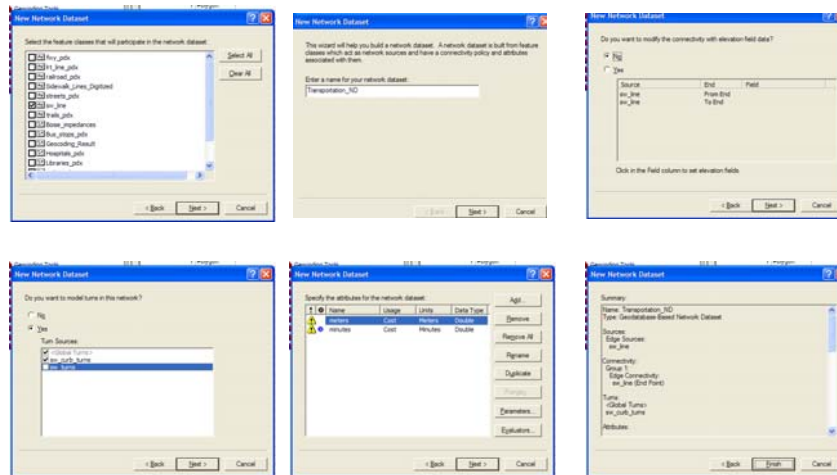 New Network Dataset
Select the feature classes that will participate in the network dataset:
fwy_pdx
lrt_line_pdx
railroad_pdx
Sidewalk_Lines_Digitized
streets_pdx
sw_line
trails_pdx
Bus_stops_pdx
Geocoding_Result
Hospitals_pdx
Libraries_pdx
Select All
Clear All
< Back
Next >
Cancel
New Network Dataset
This wizard will help you build a network dataset. A network dataset is built from feature
classes which act as network sources and have a connectivity policy and attributes
associated with them.
Enter a name for your network dataset:
Transportation_ND
< Back
Next >
Cancel
New Network Dataset
Do you want to modify the connectivity with elevation field data?
No
Yes
Source End Field
sw_line From End
sw_line To End
Click in the Field column to set elevation fields
< Back
Next >
Cancel
New Network Dataset
Do you want to model turns in this network?
No
Yes
Turn Sources:
<Global Turns>
sw_curb_turns
sw_turns
< Back
Next >
Cancel
New Network Dataset
Specify the attributes for the network dataset:
Name Usage Units Data Type
meters Cost Meters Double
minutes Cost Minutes Double
Add...
Remove
Remove All
Rename
Duplicate
Parameters...
Evaluators...
< Back
Next >
Cancel
New Network Dataset
Summary:
Name: Transportation_ND
Type: Geodatabase-Based Network Dataset
Sources:
Edge Sources:
sw_line
Connectivity:
Group 1:
Edge Connectivity:
sw_line (End Point)
Turns:
<Global Turns>
sw_curb_turns
Attributes:
< Back
Finish
Cancel